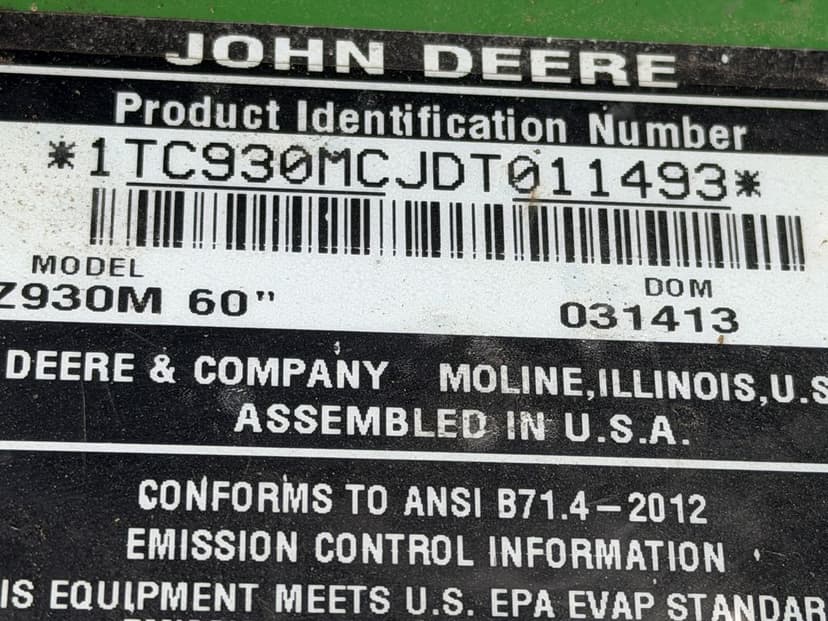 JOHN DEERE
Product Identification Number
*1TC930MCJDT011493*
MODEL DOM
Z930M 60" 031413
DEERE & COMPANY MOLINE, ILLINOIS, U.S
ASSEMBLED IN U.S.A.
CONFORMS TO ANSI B71.4-2012
EMISSION CONTROL INFORMATION
IS EQUIPMENT MEETS U.S. EPA EVAP STANDAR